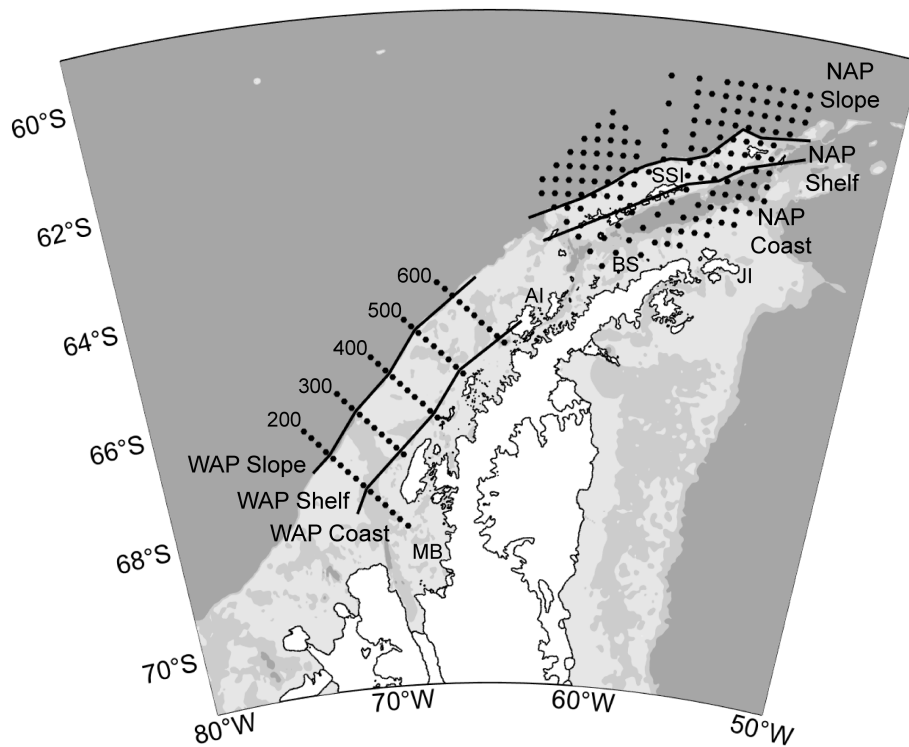 NAP
Slope
60°S
NAP
Shelf
SSI
NAP
Coast
62°S
BS
JI
600
AI
500
64°S
400
300
200
66°S
WAP Slope
WAP Shelf
WAP Coast
MB
68°S
70°S
70°W
60°W
80°W
50°W